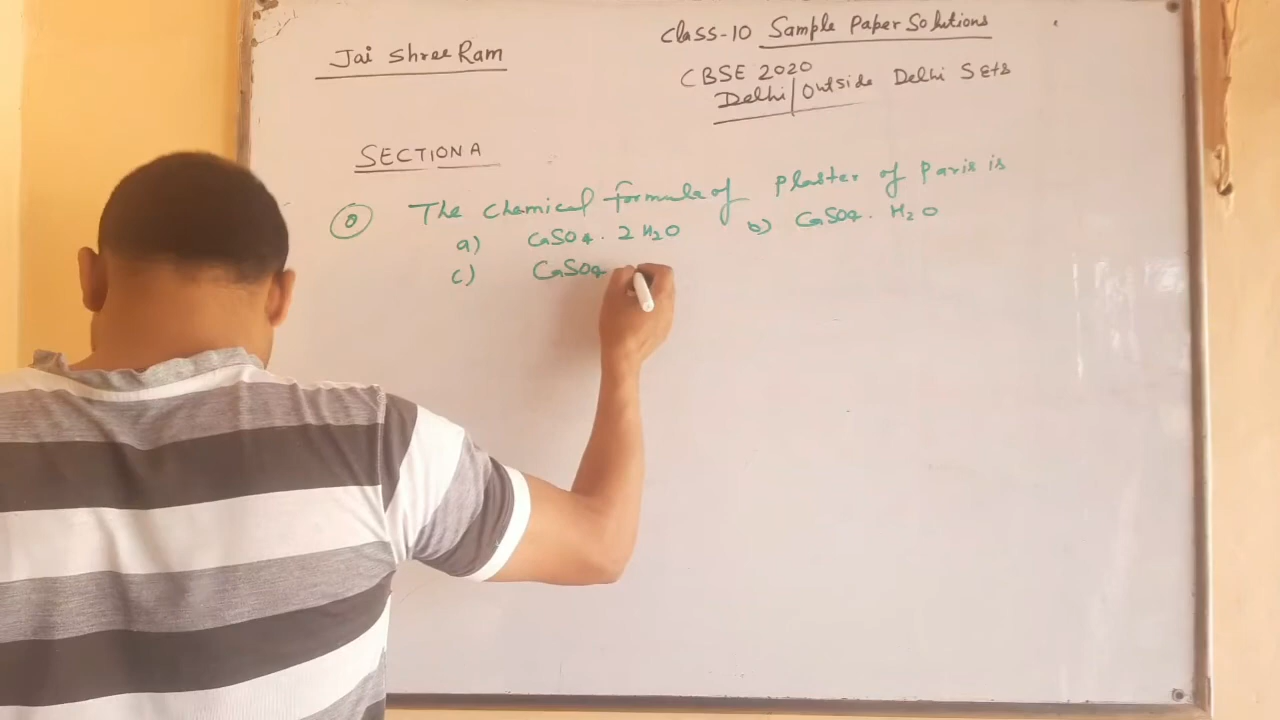 Jai Shree Ram
Class-10 Sample Paper Solutions
CBSE 2020
Delhi/Outside Delhi Sets
SECTION A
Q The Chemical formula of Plaster of Paris is
a) CaSO4. 2H2O b) CaSO4. H2O
c) CaSO4